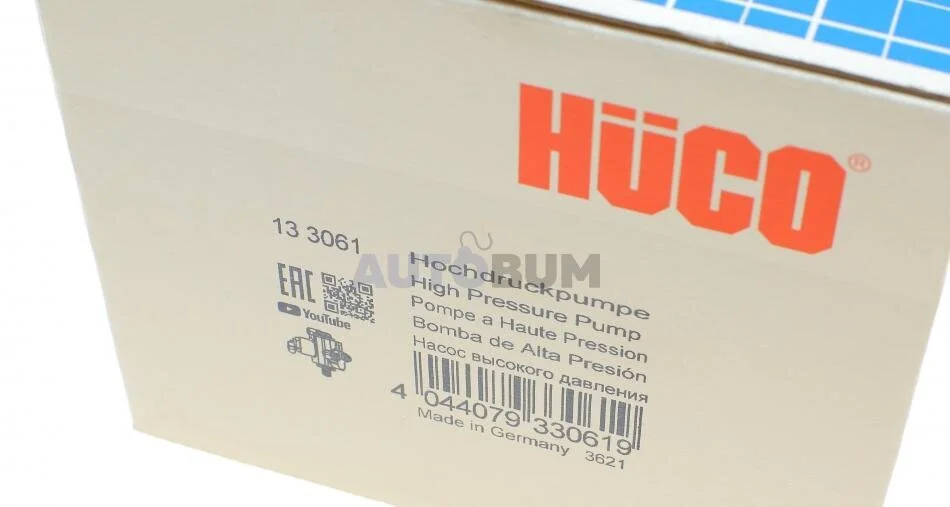 HÜCO®
13 3061
AUTOBUM
EAC
YouTube
Hochdruckpumpe
High Pressure Pump
Pompe a Haute Pression
Bomba de Alta Presión
Насос высокого давления
4 044079 330619
Made in Germany 3621